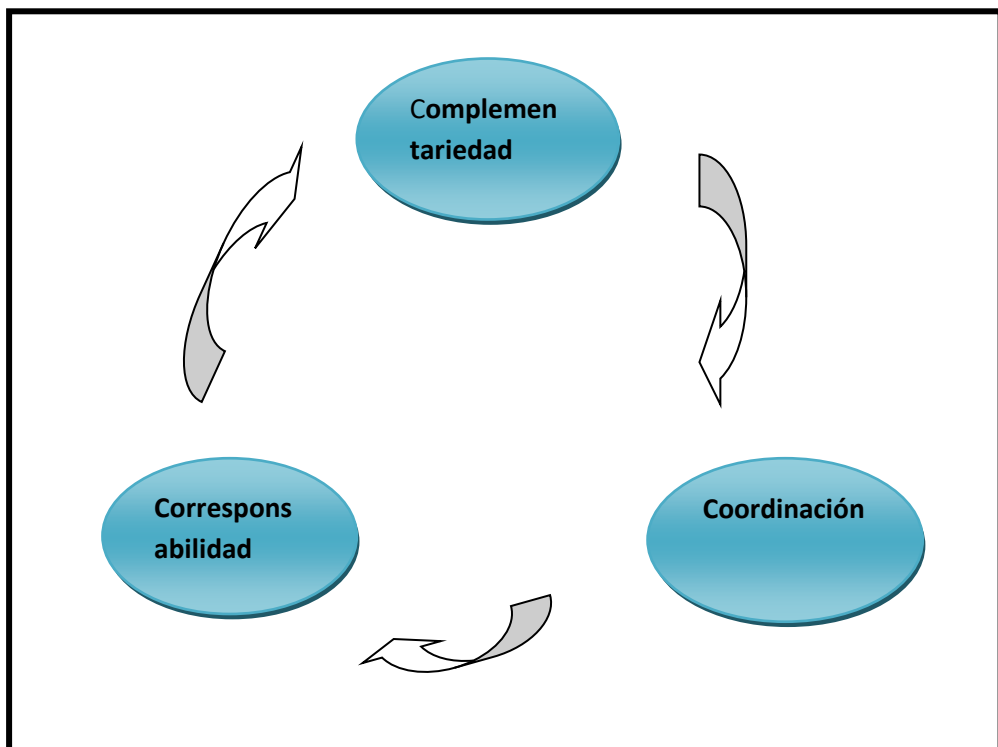 Complemen
tariedad
Correspons
abilidad
Coordinación